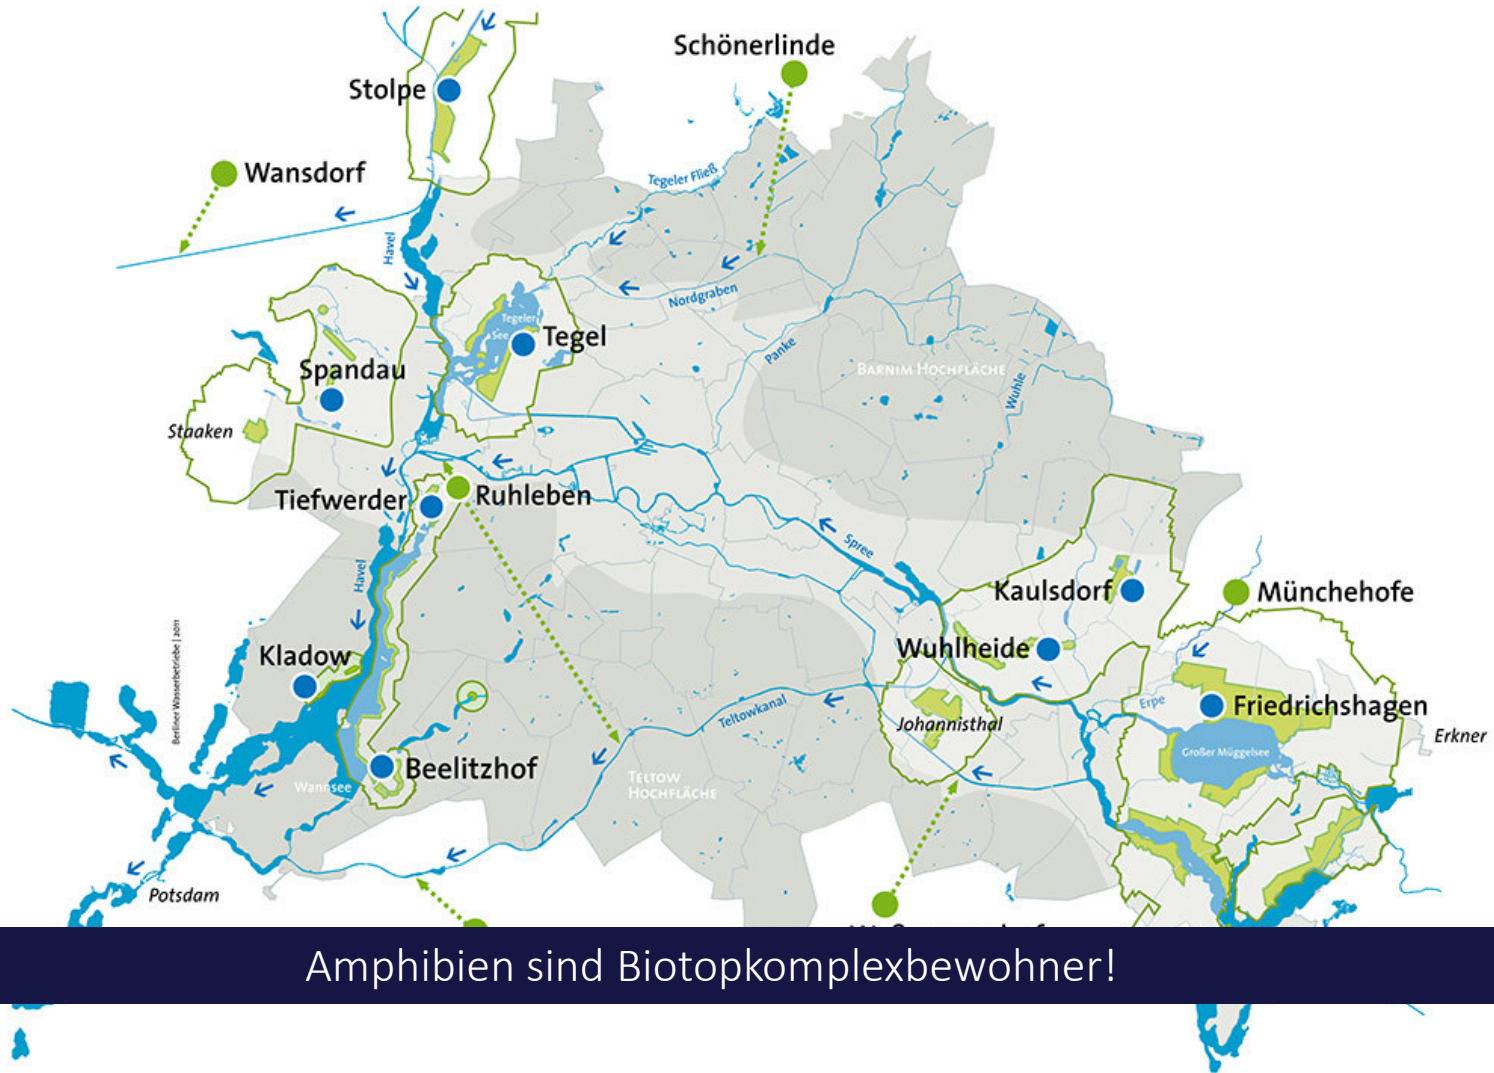 Schönerlinde
Stolpe
Wansdorf
Tegeler Fließ
Havel
Nordgraben
Tegeler
See
Tegel
Panke
Spandau
BARNIM HOCHFLÄCHE
Wuhle
Staaken
Tiefwerder
Ruhleben
Spree
Havel
Kaulsdorf
Münchehofe
Berliner Wasserbetriebe | 2011
Kladow
Wuhlheide
Teltowkanal
Johannisthal
Erpe
Friedrichshagen
Erkner
Großer Müggelsee
Beelitzhof
Wannsee
TELTOW
HOCHFLÄCHE
Potsdam
Amphibien sind Biotopkomplexbewohner!